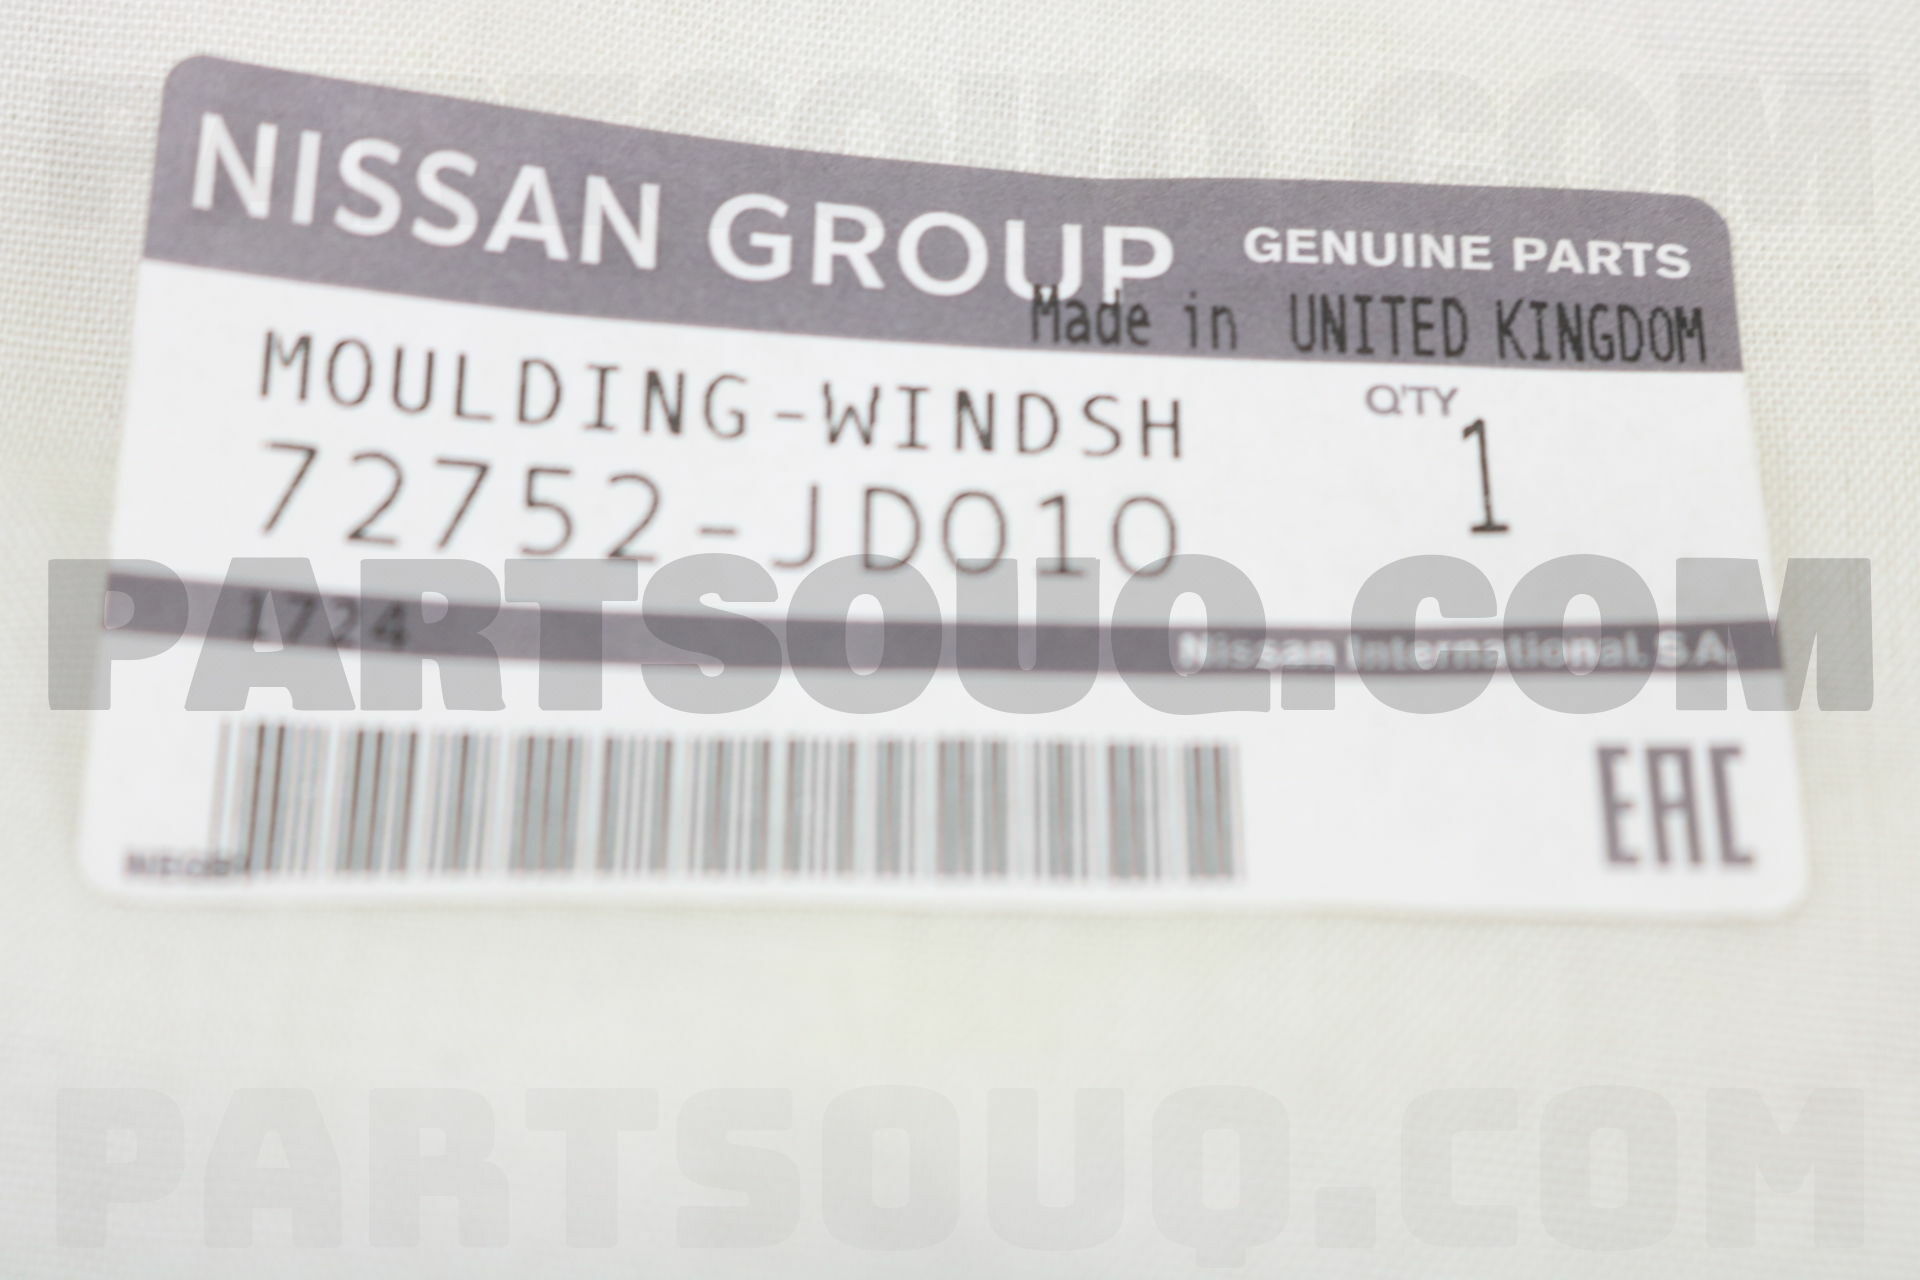 NISSAN GROUP GENUINE PARTS
Made in UNITED KINGDOM
MOULDING-WINDSH
Q'TY
72752-JD010
1
PARTSOUQ.COM
1724
Nissan International. S.A.
EAC
PARTSOUQ.COM